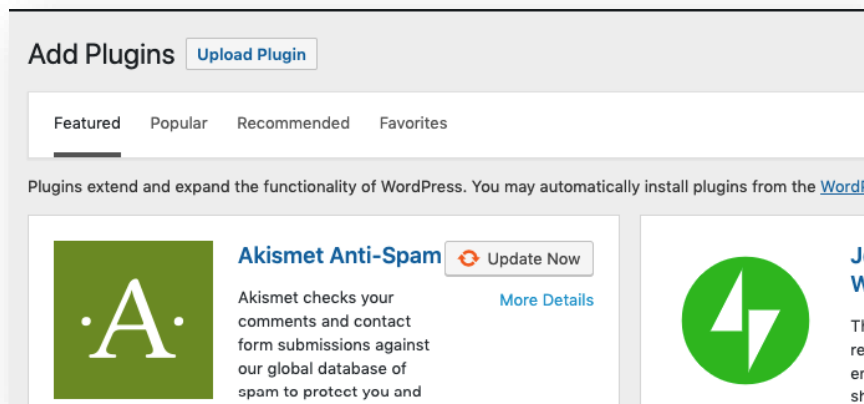 Add Plugins Upload Plugin
Featured Popular Recommended Favorites
Plugins extend and expand the functionality of WordPress. You may automatically install plugins from the
Akismet Anti-Spam
Update Now
More Details
Akismet checks your
comments and contact
form submissions against
our global database of
spam to protect you and
A